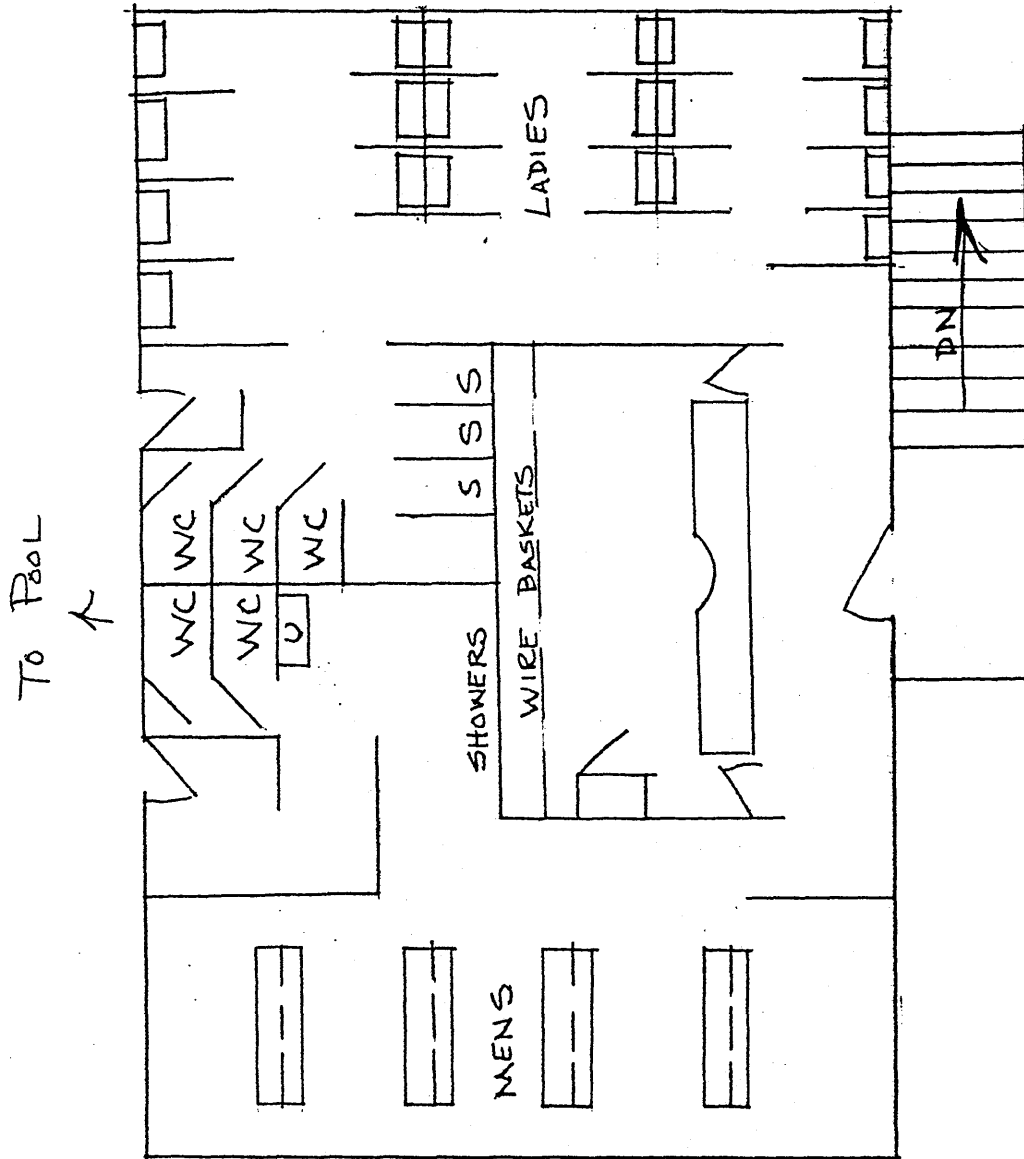 TO POOL
WC WC
WC WC
U WC
SHOWERS
S S S
WIRE BASKETS
MENS
LADIES
DN